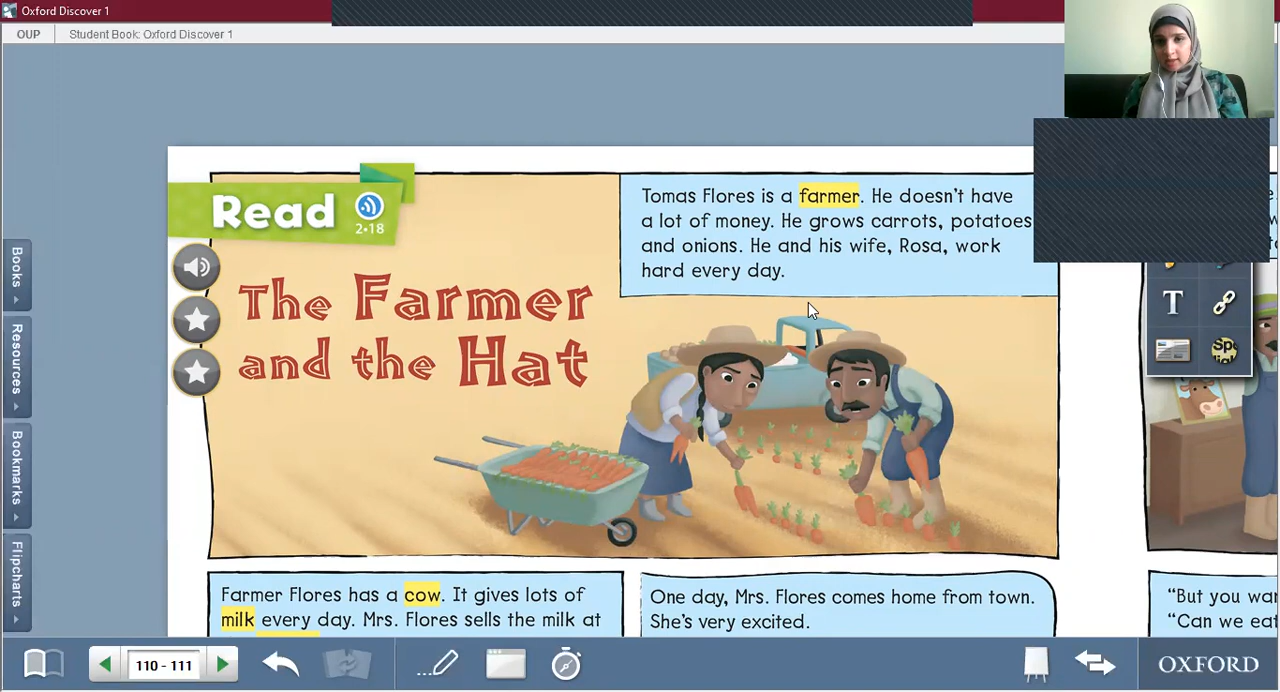 Oxford Discover 1
OUP
Student Book: Oxford Discover 1
Read
2•18
The Farmer
and the Hat
Tomas Flores is a farmer. He doesn't have
a lot of money. He grows carrots, potatoes
and onions. He and his wife, Rosa, work
hard every day.
Books
Resources
Bookmarks
Flipcharts
T
Farmer Flores has a cow. It gives lots of
milk every day. Mrs. Flores sells the milk at
One day, Mrs. Flores comes home from town.
She's very excited.
"But you
"Can we
110 - 111
OXFORD